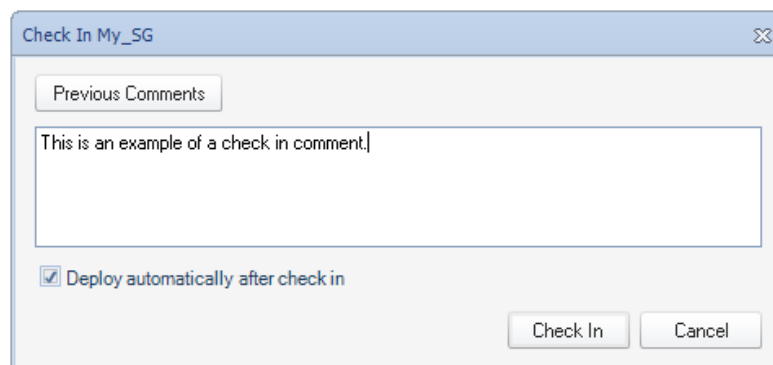 Check In My_SG
Previous Comments
This is an example of a check in comment.
Deploy automatically after check in
Check In Cancel